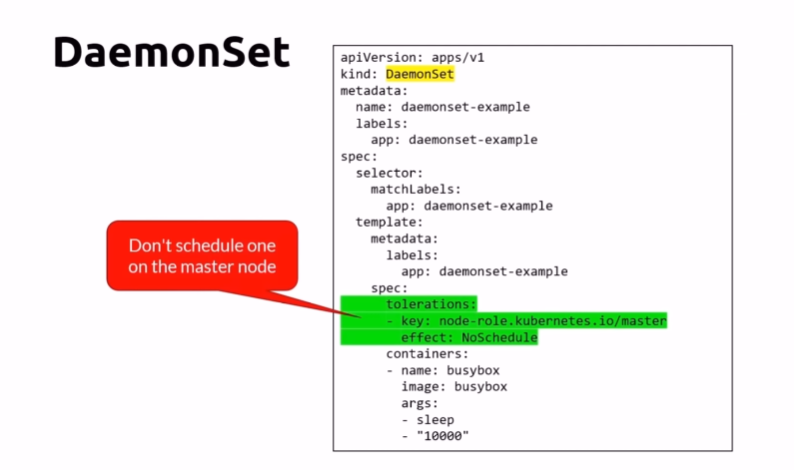 DaemonSet
apiVersion: apps/v1
kind: DaemonSet
metadata:
  name: daemonset-example
  labels:
    app: daemonset-example
spec:
  selector:
    matchLabels:
      app: daemonset-example
  template:
    metadata:
      labels:
        app: daemonset-example
    spec:
      tolerations:
      - key: node-role.kubernetes.io/master
        effect: NoSchedule
      containers:
      - name: busybox
        image: busybox
        args:
        - sleep
        - "10000"
Don't schedule one
on the master node